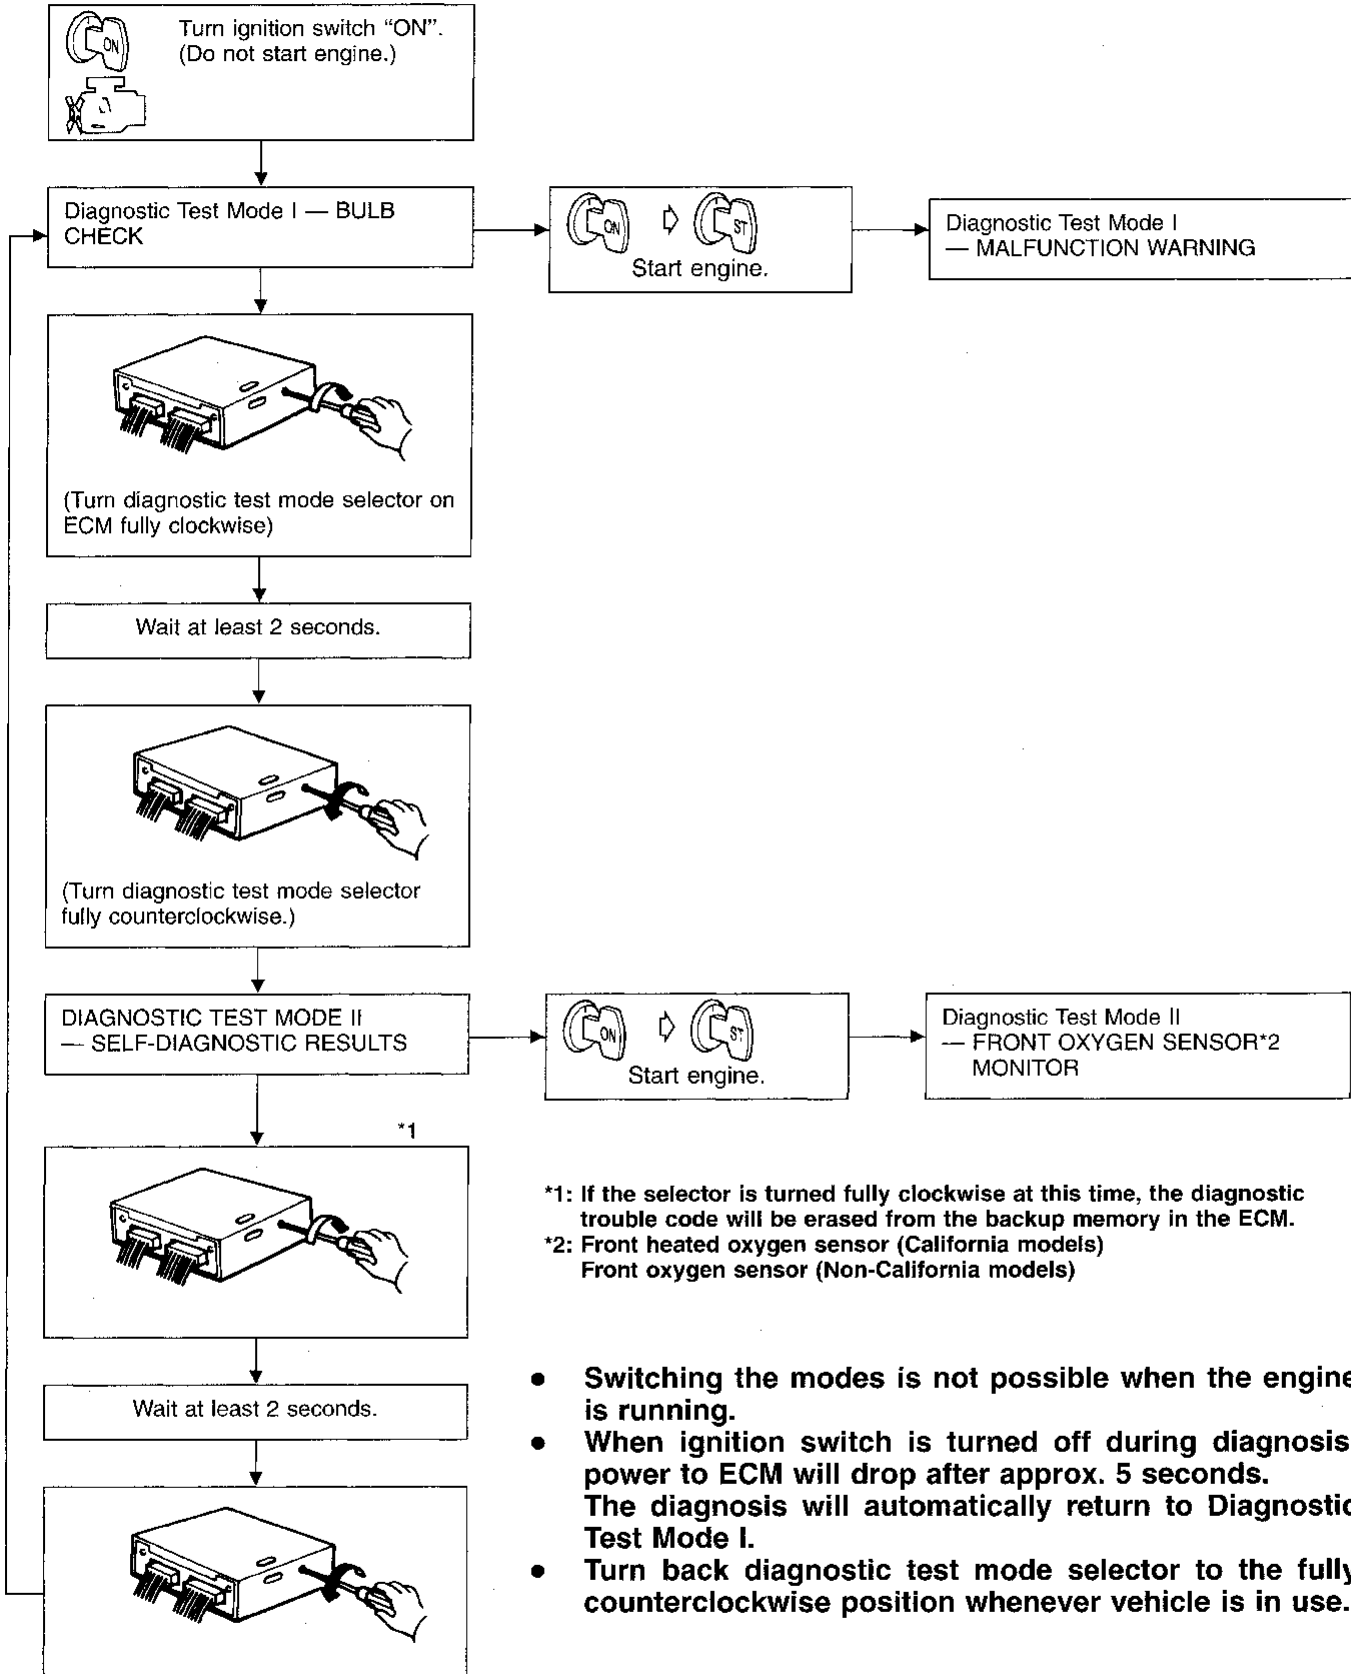 Turn ignition switch “ON”.
(Do not start engine.)
ON
Diagnostic Test Mode I — BULB
CHECK
ON
ST
Start engine.
Diagnostic Test Mode I
— MALFUNCTION WARNING
(Turn diagnostic test mode selector on
ECM fully clockwise)
Wait at least 2 seconds.
(Turn diagnostic test mode selector
fully counterclockwise.)
DIAGNOSTIC TEST MODE II
— SELF-DIAGNOSTIC RESULTS
ON
ST
Start engine.
Diagnostic Test Mode II
— FRONT OXYGEN SENSOR*2
MONITOR
*1
*1: If the selector is turned fully clockwise at this time, the diagnostic
trouble code will be erased from the backup memory in the ECM.
*2: Front heated oxygen sensor (California models)
Front oxygen sensor (Non-California models)
Wait at least 2 seconds.
● Switching the modes is not possible when the engine
is running.
● When ignition switch is turned off during diagnosis
power to ECM will drop after approx. 5 seconds.
The diagnosis will automatically return to Diagnostic
Test Mode I.
● Turn back diagnostic test mode selector to the fully
counterclockwise position whenever vehicle is in use.